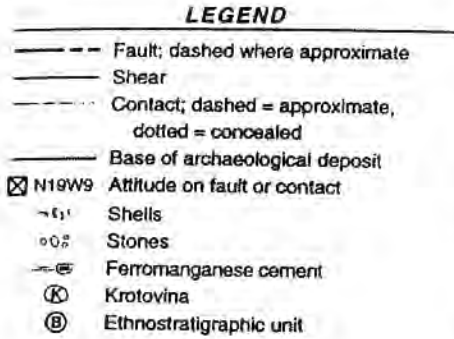 LEGEND
Fault; dashed where approximate
Shear
Contact; dashed = approximate,
dotted = concealed
Base of archaeological deposit
N19W9 Attitude on fault or contact
Shells
Stones
Ferromanganese cement
K Krotovina
B Ethnostratigraphic unit